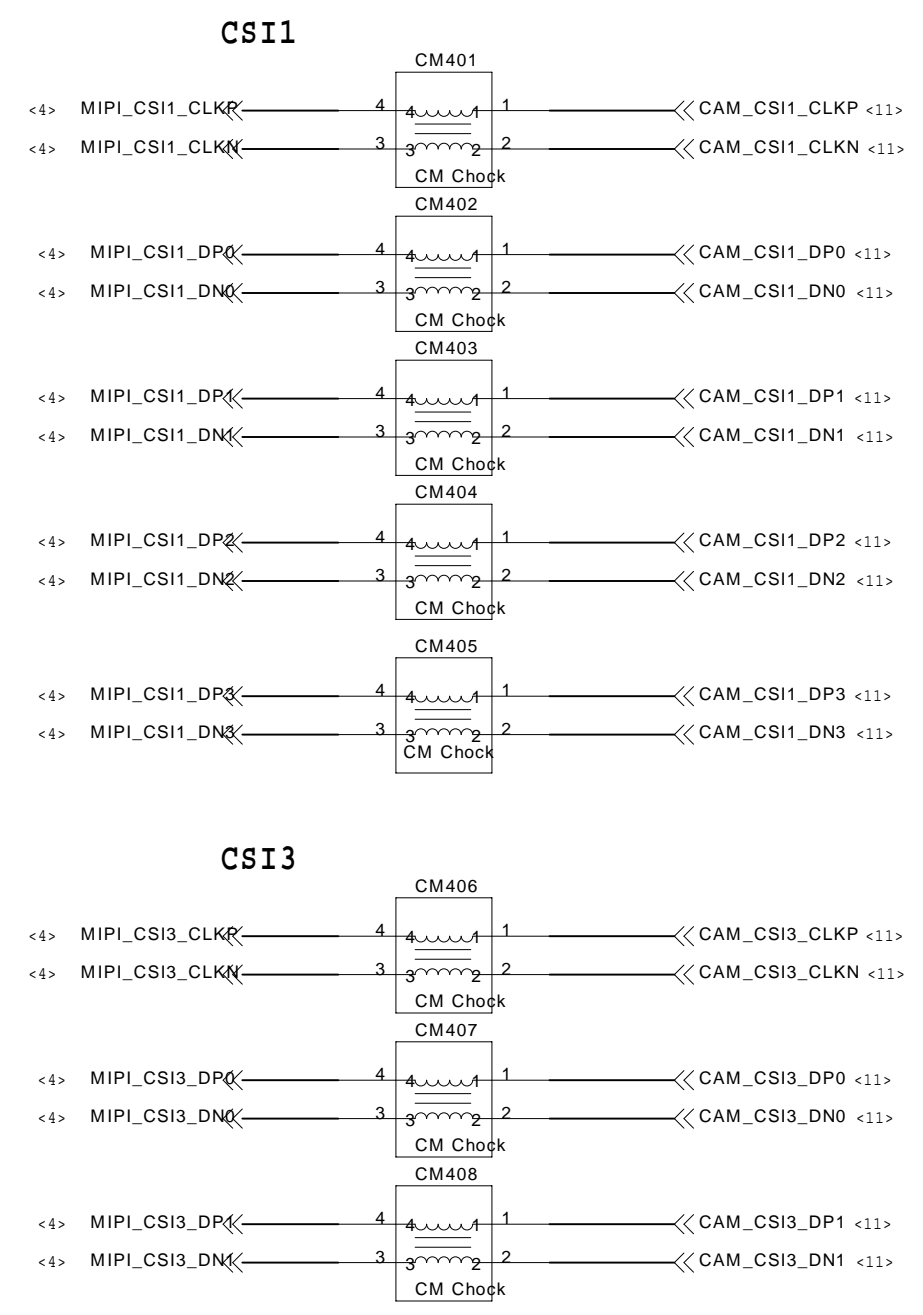 CSI1
CM401
<4> MIPI_CSI1_CLKP 4 4 1 1 CAM_CSI1_CLKP <11>
<4> MIPI_CSI1_CLKN 3 3 2 2 CAM_CSI1_CLKN <11>
CM Chock
CM402
<4> MIPI_CSI1_DP0 4 4 1 1 CAM_CSI1_DP0 <11>
<4> MIPI_CSI1_DN0 3 3 2 2 CAM_CSI1_DN0 <11>
CM Chock
CM403
<4> MIPI_CSI1_DP1 4 4 1 1 CAM_CSI1_DP1 <11>
<4> MIPI_CSI1_DN1 3 3 2 2 CAM_CSI1_DN1 <11>
CM Chock
CM404
<4> MIPI_CSI1_DP2 4 4 1 1 CAM_CSI1_DP2 <11>
<4> MIPI_CSI1_DN2 3 3 2 2 CAM_CSI1_DN2 <11>
CM Chock
CM405
<4> MIPI_CSI1_DP3 4 4 1 1 CAM_CSI1_DP3 <11>
<4> MIPI_CSI1_DN3 3 3 2 2 CAM_CSI1_DN3 <11>
CM Chock
CSI3
CM406
<4> MIPI_CSI3_CLKP 4 4 1 1 CAM_CSI3_CLKP <11>
<4> MIPI_CSI3_CLKN 3 3 2 2 CAM_CSI3_CLKN <11>
CM Chock
CM407
<4> MIPI_CSI3_DP0 4 4 1 1 CAM_CSI3_DP0 <11>
<4> MIPI_CSI3_DN0 3 3 2 2 CAM_CSI3_DN0 <11>
CM Chock
CM408
<4> MIPI_CSI3_DP1 4 4 1 1 CAM_CSI3_DP1 <11>
<4> MIPI_CSI3_DN1 3 3 2 2 CAM_CSI3_DN1 <11>
CM Chock